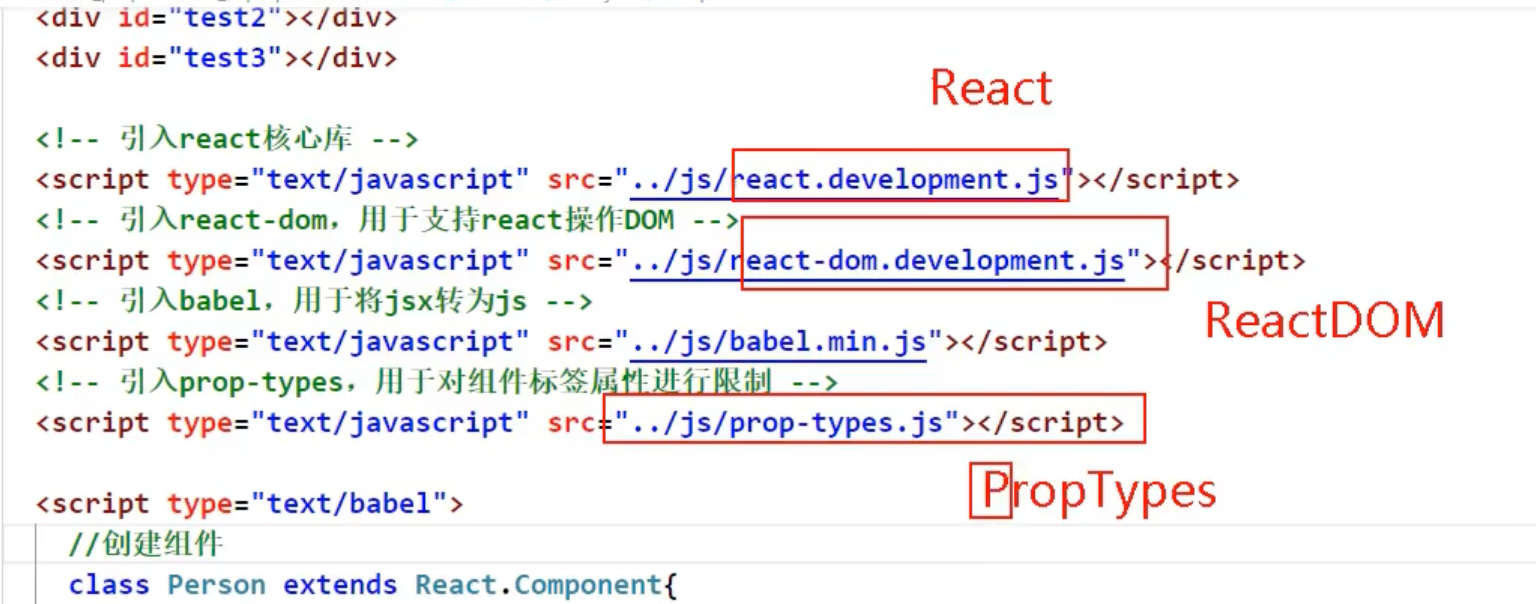 <div id="test2"></div>
<div id="test3"></div>
React
<!-- 引入react核心库 -->
<script type="text/javascript" src="../js/react.development.js"></script>
<!-- 引入react-dom，用于支持react操作DOM -->
<script type="text/javascript" src="../js/react-dom.development.js"></script>
<!-- 引入babel，用于将jsx转为js -->
ReactDOM
<script type="text/javascript" src="../js/babel.min.js"></script>
<!-- 引入prop-types，用于对组件标签属性进行限制 -->
<script type="text/javascript" src="../js/prop-types.js"></script>
PropTypes
<script type="text/babel">
//创建组件
class Person extends React.Component{